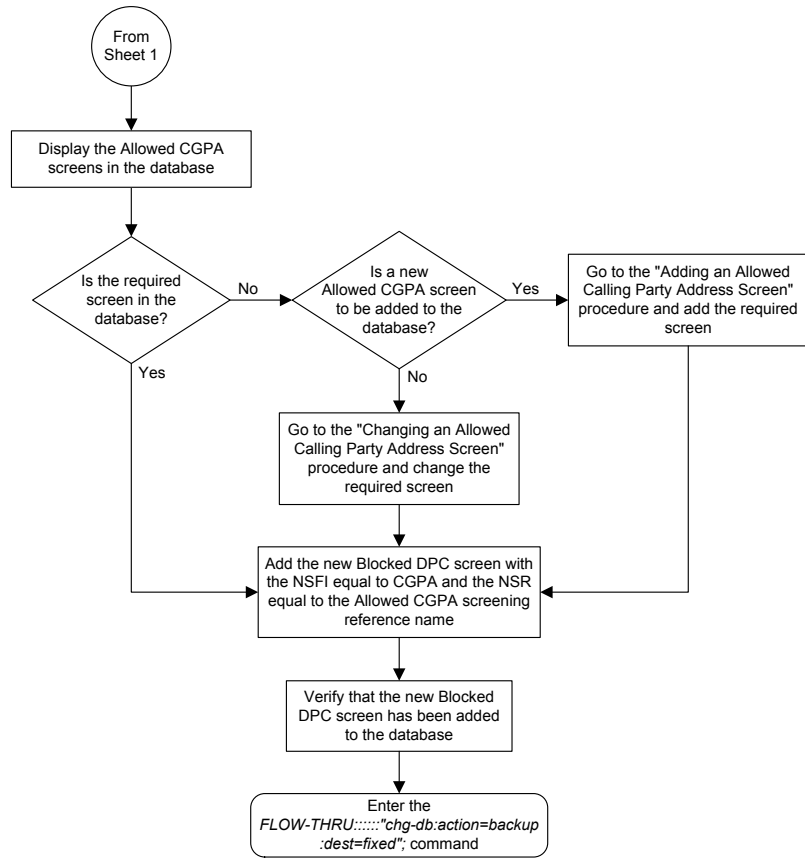 From
Sheet 1
Display the Allowed CGPA
screens in the database
Is the required
screen in the
database?
No
Yes
Is a new
Allowed CGPA screen
to be added to the
database?
Yes
No
Go to the "Adding an Allowed
Calling Party Address Screen"
procedure and add the required
screen
Go to the "Changing an Allowed
Calling Party Address Screen"
procedure and change the
required screen
Add the new Blocked DPC screen with
the NSFI equal to CGPA and the NSR
equal to the Allowed CGPA screening
reference name
Verify that the new Blocked
DPC screen has been added
to the database
Enter the
FLOW-THRU::::::"chg-db:action=backup
:dest=fixed"; command